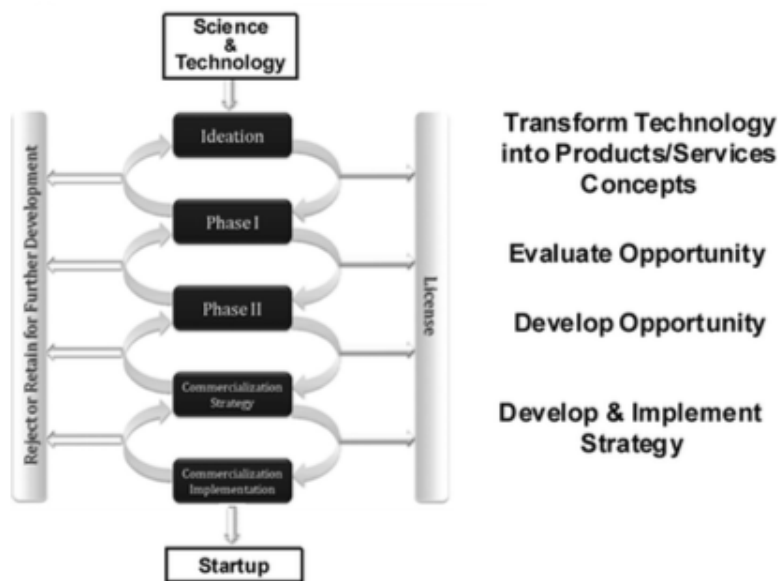 Science
&
Technology
Ideation
Phase I
Phase II
Commercialization
Strategy
Commercialization
Implementation
Startup
Reject or Retain for Further Development
License
Transform Technology
into Products/Services
Concepts
Evaluate Opportunity
Develop Opportunity
Develop & Implement
Strategy